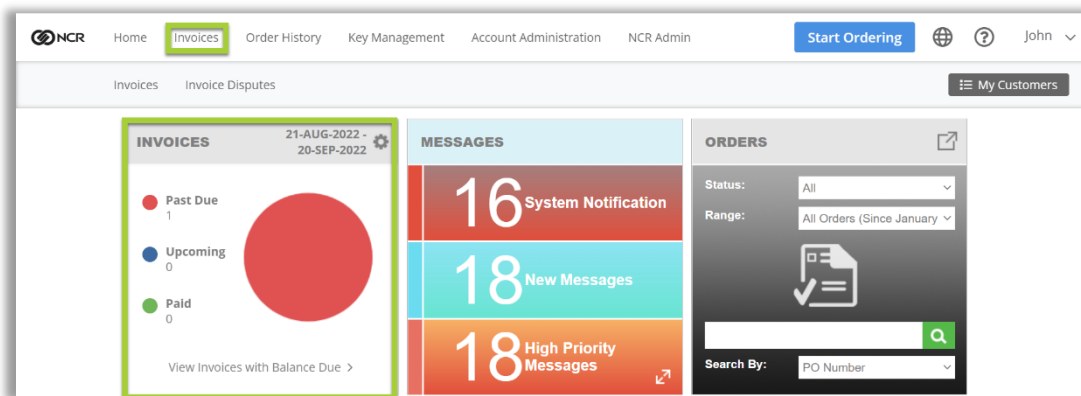 NCR Home Invoices Order History Key Management Account Administration NCR Admin Start Ordering ? John
Invoices Invoice Disputes My Customers
INVOICES
21-AUG-2022 -
20-SEP-2022
Past Due
1
Upcoming
0
Paid
0
View Invoices with Balance Due >
MESSAGES
16 System Notification
18 New Messages
18 High Priority
Messages
ORDERS
Status: All
Range: All Orders (Since January
Search By: PO Number